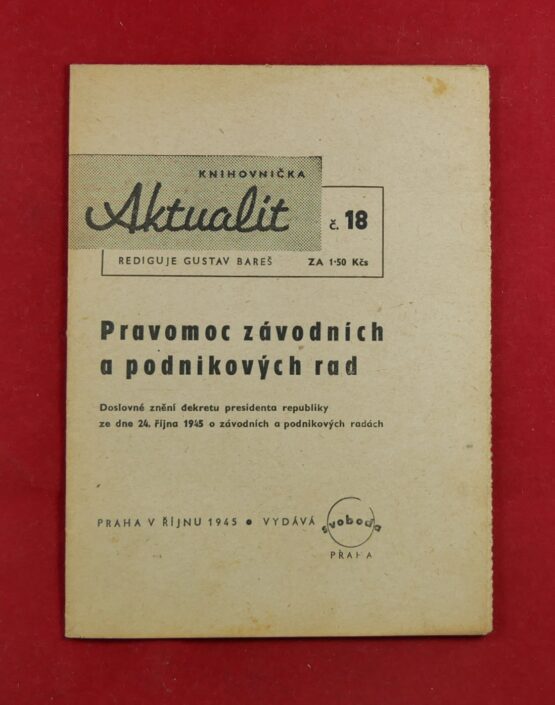 KNIHOVNIČKA
Aktualit
č. 18
REDIGUJE GUSTAV BAREŠ ZA 1·50 Kčs
Pravomoc závodních
a podnikových rad
Doslovné znění dekretu presidenta republiky
ze dne 24. října 1945 o závodních a podnikových radách
PRAHA V ŘÍJNU 1945 • VYDÁVÁ
svoboda
PRAHA